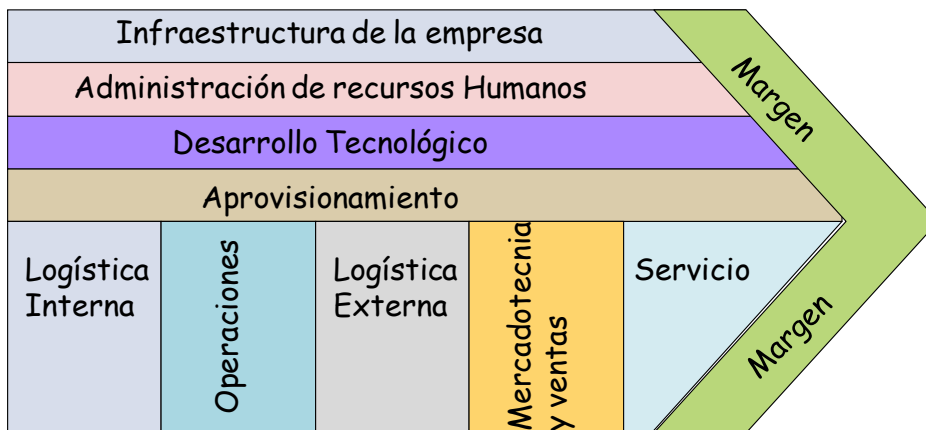 Infraestructura de la empresa
Administración de recursos Humanos
Desarrollo Tecnológico
Aprovisionamiento
Margen
Logística
Interna
Operaciones
Logística
Externa
Mercadotecnia
y ventas
Servicio
Margen